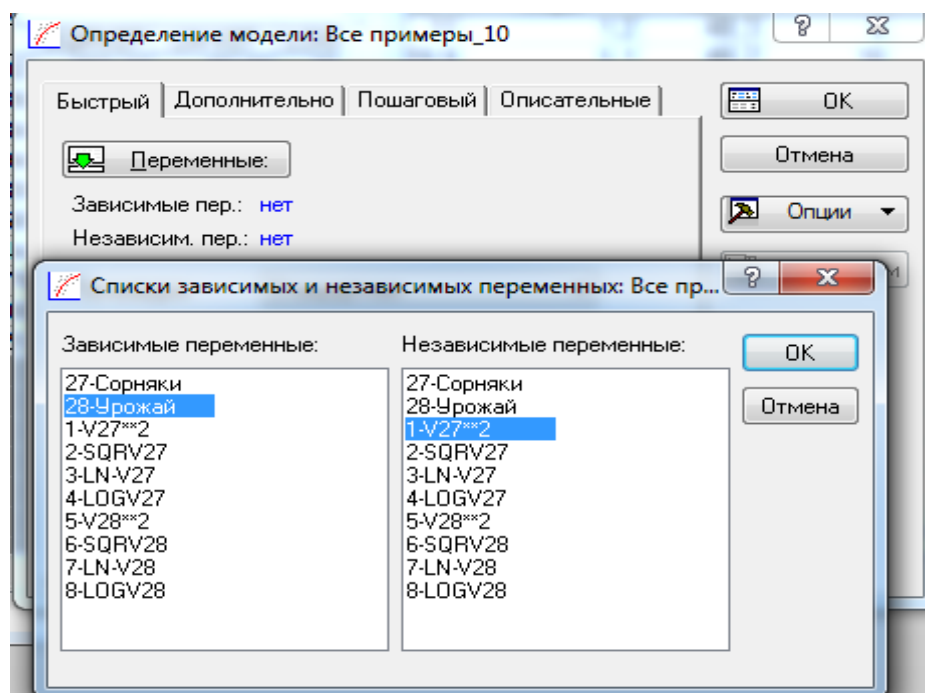 Определение модели: Все примеры_10
Быстрый Дополнительно Пошаговый Описательные
OK
Переменные:
Отмена
Зависимые пер.: нет
Опции
Независим. пер.: нет
Списки зависимых и независимых переменных: Все пр...
Зависимые переменные:
Независимые переменные:
OK
Отмена
27-Сорняки
28-Урожай
1-V27**2
2-SQRV27
3-LN-V27
4-LOGV27
5-V28**2
6-SQRV28
7-LN-V28
8-LOGV28
27-Сорняки
28-Урожай
1-V27**2
2-SQRV27
3-LN-V27
4-LOGV27
5-V28**2
6-SQRV28
7-LN-V28
8-LOGV28